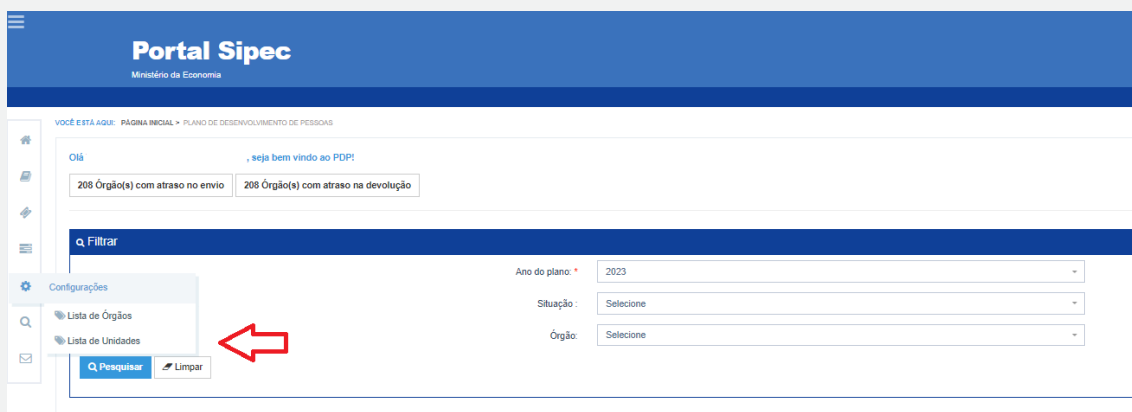 Portal Sipec
Ministério da Economia
VOCÊ ESTÁ AQUI: PÁGINA INICIAL > PLANO DE DESENVOLVIMENTO DE PESSOAS
Olá , seja bem vindo ao PDP!
208 Órgão(s) com atraso no envio 208 Órgão(s) com atraso na devolução
Filtrar
Ano do plano: * 2023
Configurações
Situação : Selecione
Lista de Órgãos
Órgão: Selecione
Lista de Unidades
Pesquisar Limpar